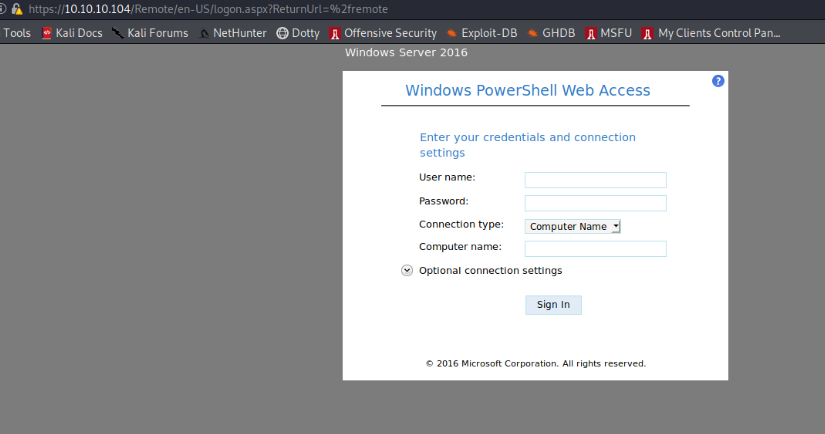 https://10.10.10.104/Remote/en-US/logon.aspx?ReturnUrl=%2fremote
Tools Kali Docs Kali Forums NetHunter Dotty Offensive Security Exploit-DB GHDB MSFU My Clients Control Pan...
Windows Server 2016
Windows PowerShell Web Access
?
Enter your credentials and connection
settings
User name:
Password:
Connection type: Computer Name
Computer name:
Optional connection settings
Sign In
© 2016 Microsoft Corporation. All rights reserved.